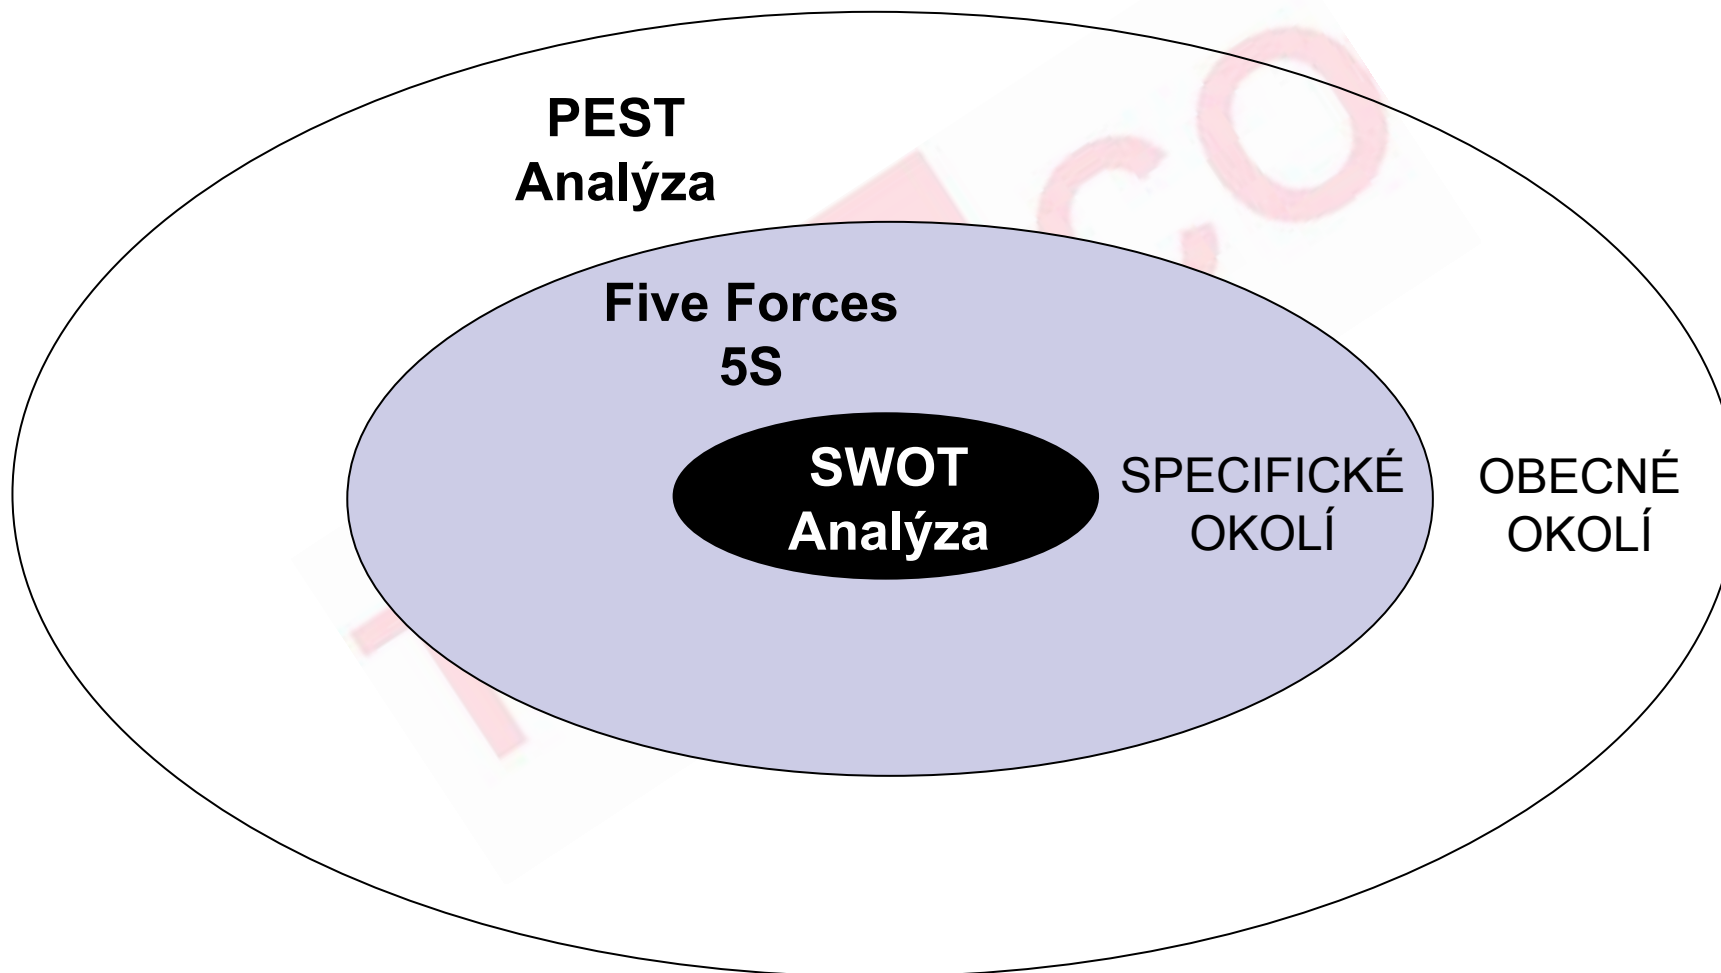 PEST
Analýza
Five Forces
5S
SWOT
Analýza
SPECIFICKÉ
OKOLÍ
OBECNÉ
OKOLÍ